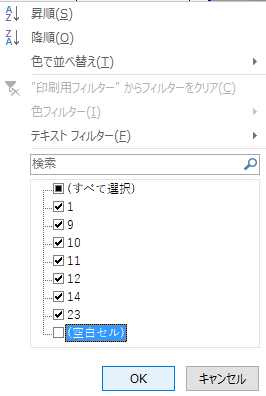 昇順(S)
降順(O)
色で並べ替え(T)
"印刷用フィルター" からフィルターをクリア(C)
色フィルター(I)
テキスト フィルター(F)
検索
(すべて選択)
1
9
10
11
12
14
23
(空白セル)
OK
キャンセル